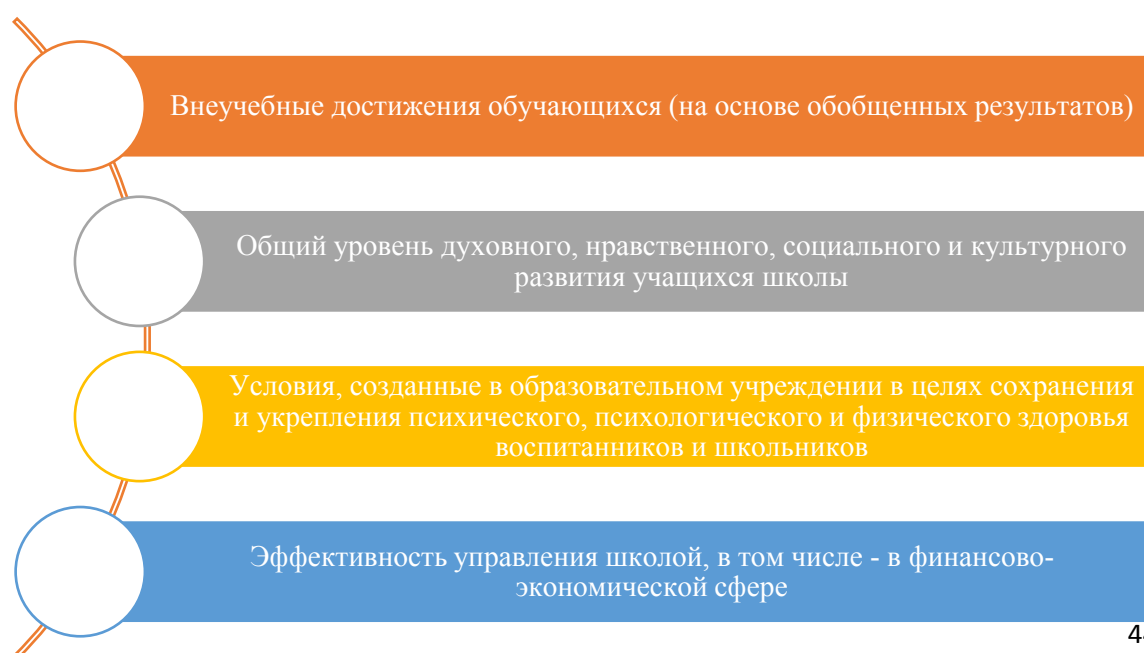 Внеучебные достижения обучающихся (на основе обобщенных результатов)
Общий уровень духовного, нравственного, социального и культурного
развития учащихся школы
Условия, созданные в образовательном учреждении в целях сохранения
и укрепления психического, психологического и физического здоровья
воспитанников и школьников
Эффективность управления школой, в том числе - в финансово-
экономической сфере